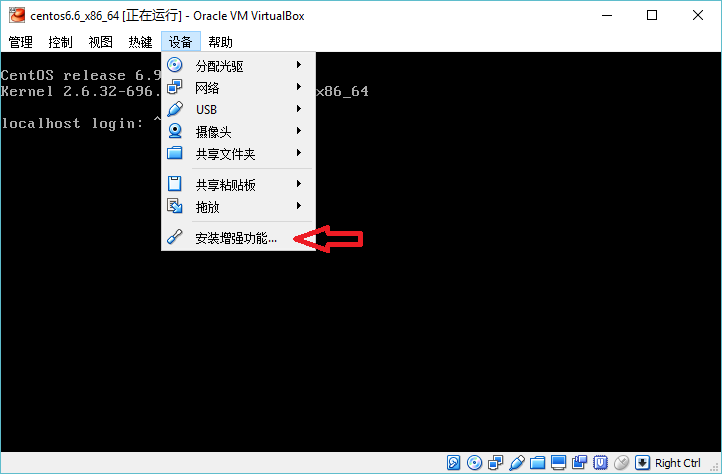 centos6.6_x86_64 [正在运行] - Oracle VM VirtualBox
管理 控制 视图 热键 设备 帮助
CentOS release 6.9
Kernel 2.6.32-696. x86_64
localhost login: ^
分配光驱
网络
USB
摄像头
共享文件夹
共享粘贴板
拖放
安装增强功能...
Right Ctrl